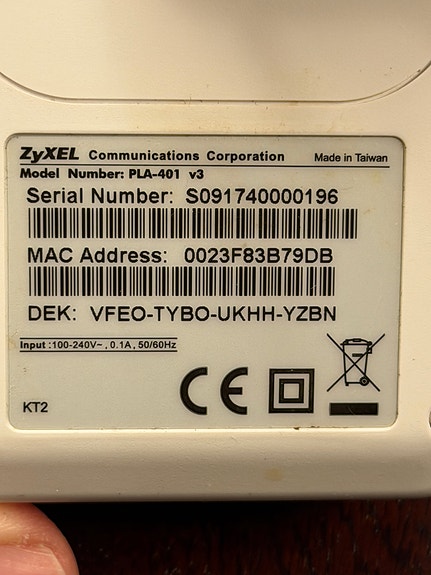 ZyXEL Communications Corporation Made in Taiwan
Model Number: PLA-401 v3
Serial Number: S091740000196
MAC Address: 0023F83B79DB
DEK: VFEO-TYBO-UKHH-YZBN
Input :100-240V~ , 0.1A , 50/60Hz
CE
KT2